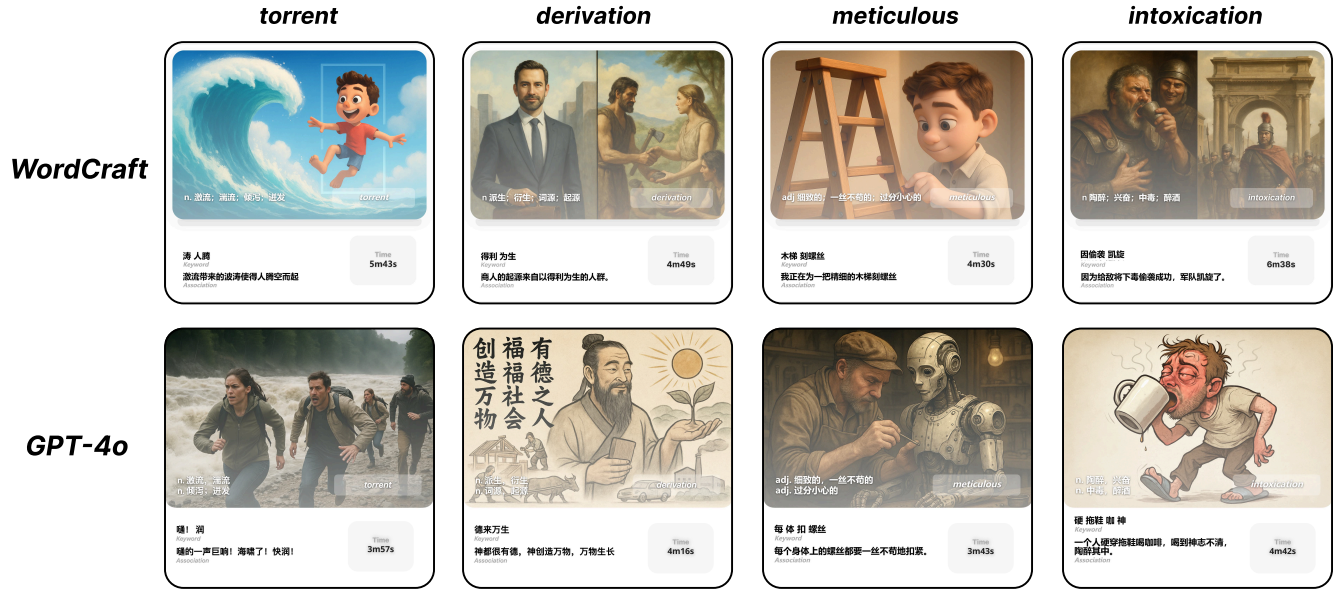 torrent
derivation
meticulous
intoxication
WordCraft
n. 激流；湍流；倾泻；迸发
torrent
涛 人腾
Keyword
激流带来的波涛使得人腾空而起
Association
Time
5m43s
n 派生；衍生；词源；起源
derivation
得利 为生
Keyword
商人的起源来自以得利为生的人群。
Association
Time
4m49s
adj 细致的，一丝不苟的，过分小心的
meticulous
木梯 刻螺丝
Keyword
我正在为一把精细的木梯刻螺丝
Association
Time
4m30s
n 陶醉；兴奋；中毒；醉酒
intoxication
因偷袭 凯旋
Keyword
因为给敌将下毒偷袭成功，军队凯旋了。
Association
Time
6m38s
GPT-4o
n. 激流，湍流
n. 倾泻；迸发
torrent
嗵！ 润
Keyword
嗵的一声巨响！海啸了！快润！
Association
Time
3m57s
有德之人
福福社会
创造万物
n. 派生，衍生
n. 词源，起源
derivation
德来万生
Keyword
神都很有德，神创造万物，万物生长
Association
Time
4m16s
adj. 细致的，一丝不苟的
adj. 过分小心的
meticulous
每 体 扣 螺丝
Keyword
每个身体上的螺丝都要一丝不苟地扣紧。
Association
Time
3m43s
n. 陶醉，兴奋
n. 中毒，醉酒
intoxication
硬 拖鞋 咖 神
Keyword
一个人硬穿拖鞋喝咖啡，喝到神志不清，
陶醉其中。
Association
Time
4m42s